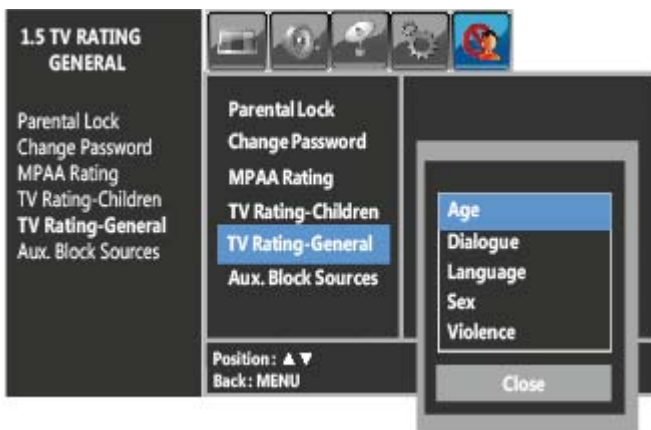 1.5 TV RATING
GENERAL
Parental Lock
Change Password
MPAA Rating
TV Rating-Children
TV Rating-General
Aux. Block Sources
Parental Lock
Change Password
MPAA Rating
TV Rating-Children
TV Rating-General
Aux. Block Sources
Position: ▲▼
Back: MENU
Age
Dialogue
Language
Sex
Violence
Close